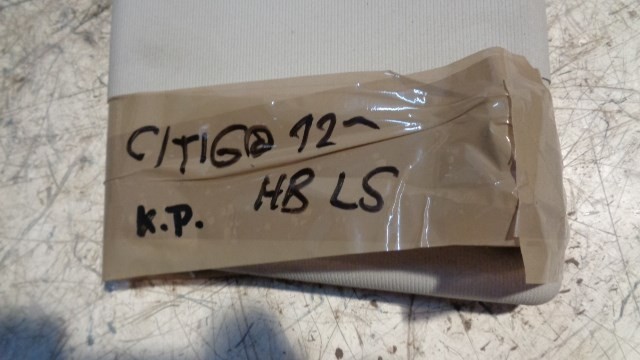 CITIGO 12~
HB LS
K.P.